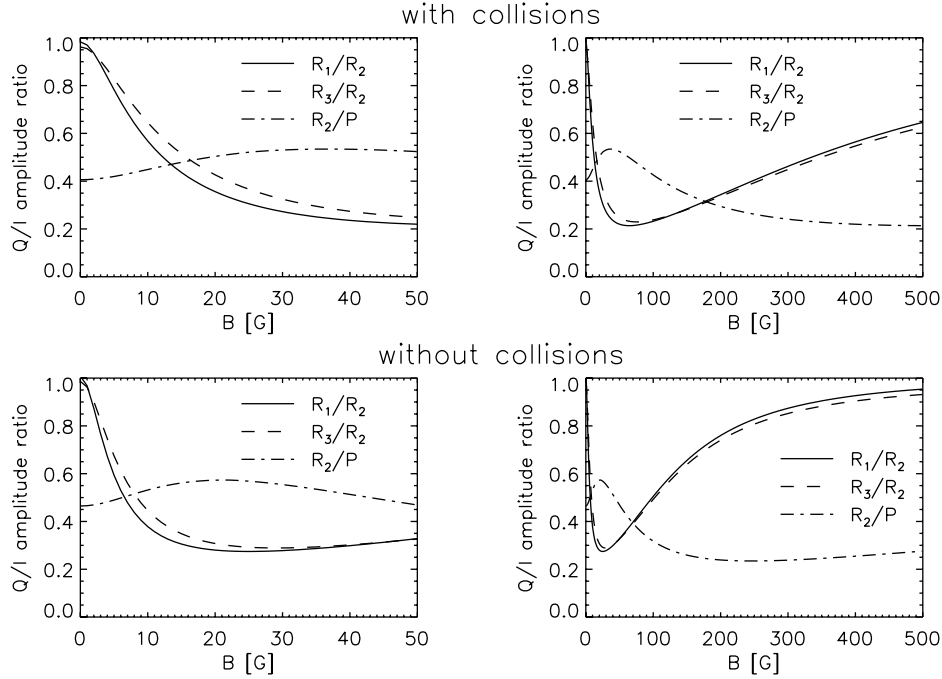 with collisions
Q/I amplitude ratio
1.0
0.8
0.6
0.4
0.2
0.0
R₁/R₂
R₃/R₂
R₂/P
0 10 20 30 40 50
B [G]
Q/I amplitude ratio
1.0
0.8
0.6
0.4
0.2
0.0
R₁/R₂
R₃/R₂
R₂/P
0 100 200 300 400 500
B [G]
without collisions
Q/I amplitude ratio
1.0
0.8
0.6
0.4
0.2
0.0
R₁/R₂
R₃/R₂
R₂/P
0 10 20 30 40 50
B [G]
Q/I amplitude ratio
1.0
0.8
0.6
0.4
0.2
0.0
R₁/R₂
R₃/R₂
R₂/P
0 100 200 300 400 500
B [G]